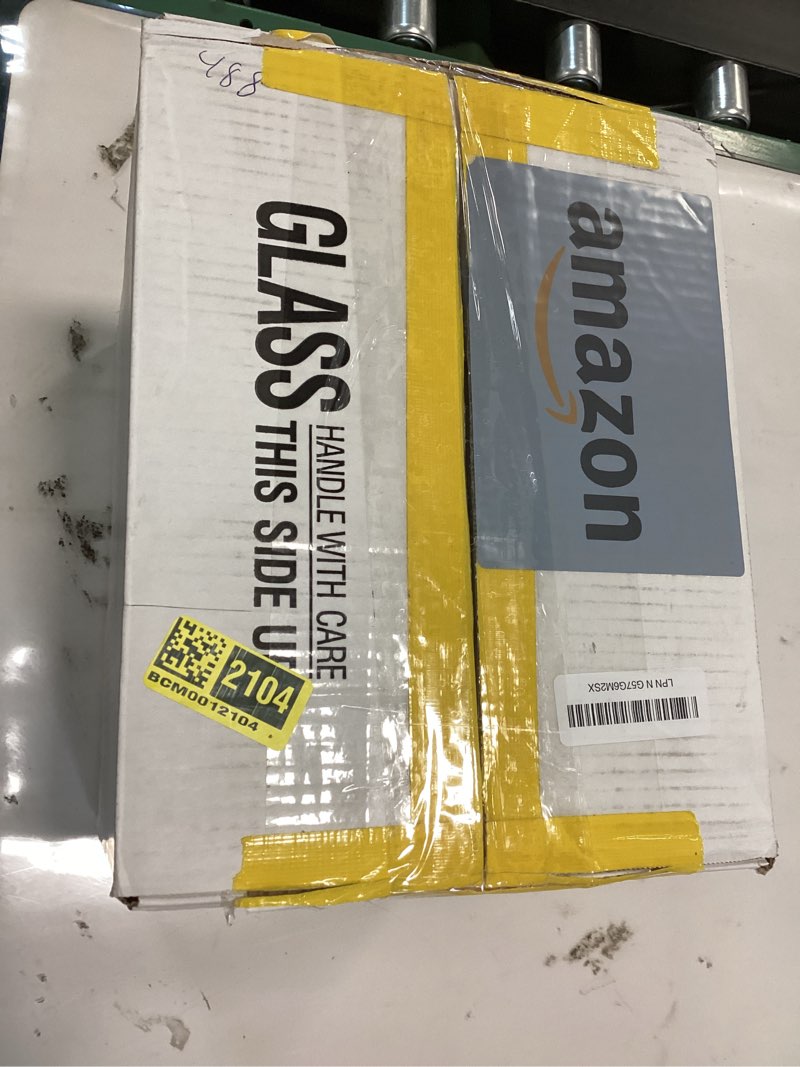 488
GLASS
HANDLE WITH CARE
THIS SIDE UP
amazon
2104
BCM0012104
LPN N G57G6M2SX